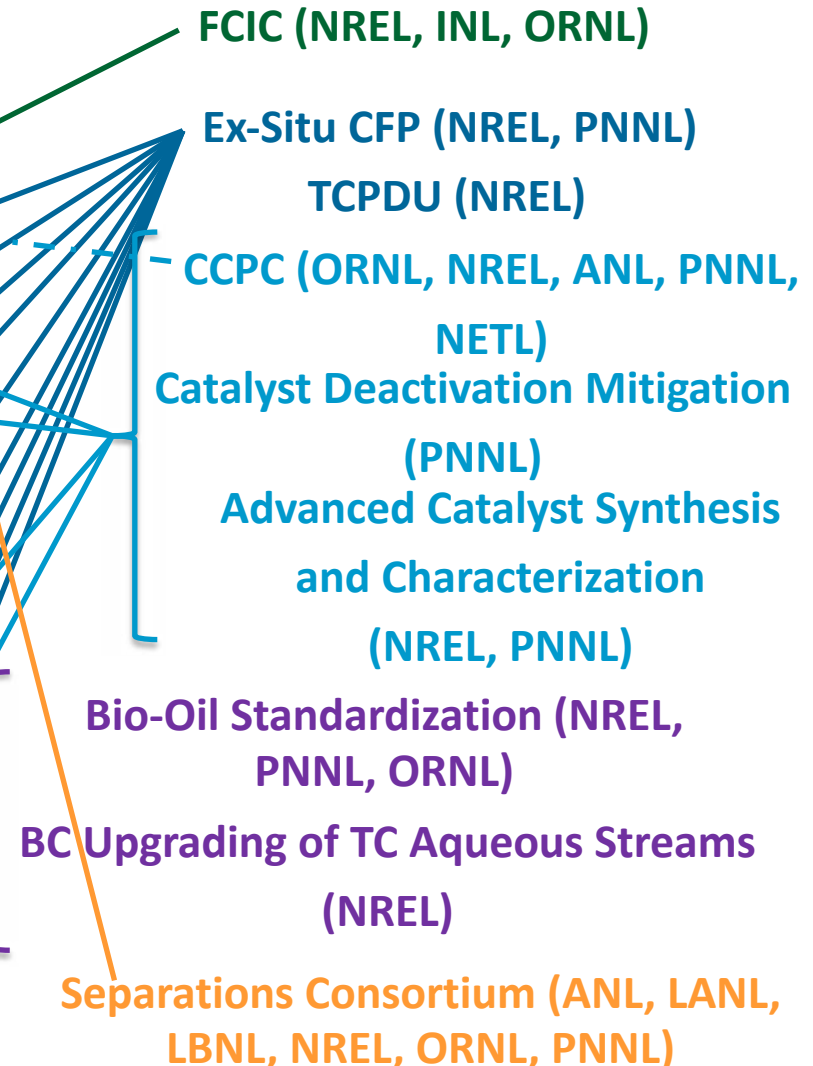 FCIC (NREL, INL, ORNL)
Ex-Situ CFP (NREL, PNNL)
TCPDU (NREL)
CCPC (ORNL, NREL, ANL, PNNL,
NETL)
Catalyst Deactivation Mitigation
(PNNL)
Advanced Catalyst Synthesis
and Characterization
(NREL, PNNL)
Bio-Oil Standardization (NREL,
PNNL, ORNL)
BC Upgrading of TC Aqueous Streams
(NREL)
Separations Consortium (ANL, LANL,
LBNL, NREL, ORNL, PNNL)